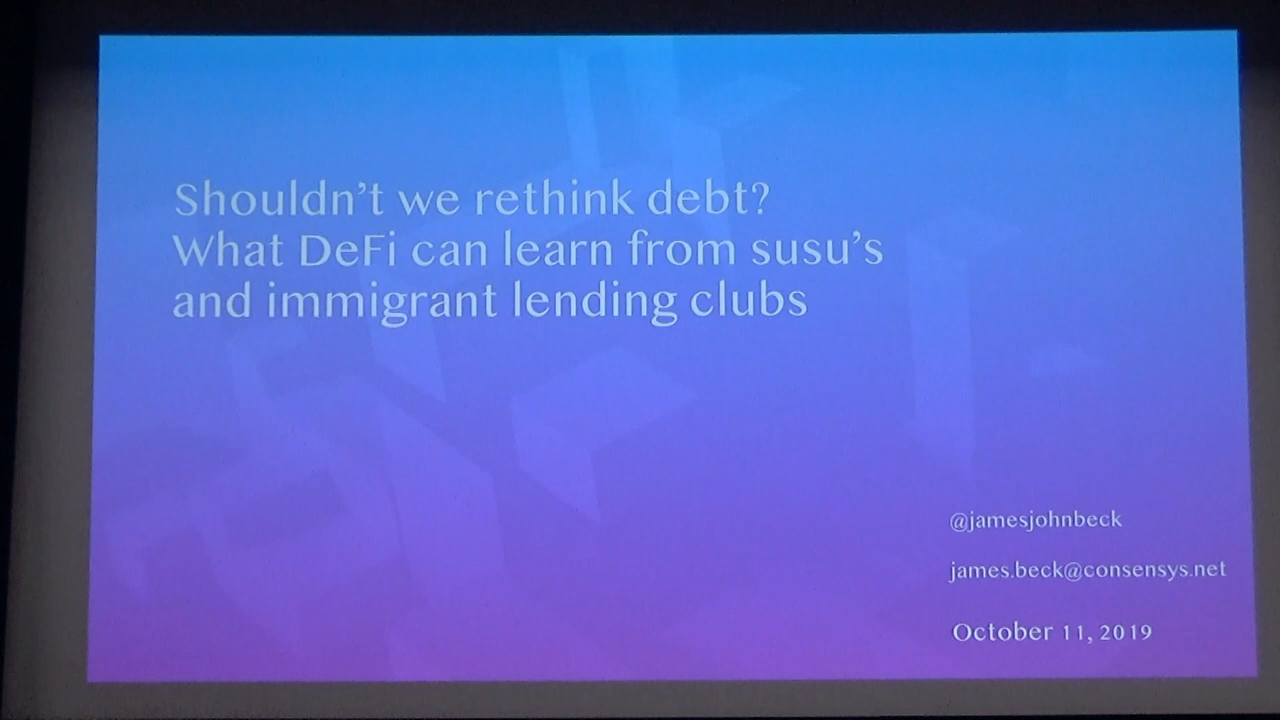 Shouldn’t we rethink debt?
What DeFi can learn from susu’s
and immigrant lending clubs
@jamesjohnbeck
james.beck@consensys.net
October 11, 2019